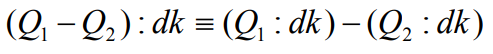 (Q₁ − Q₂) : dk ≡ (Q₁ : dk) − (Q₂ : dk)